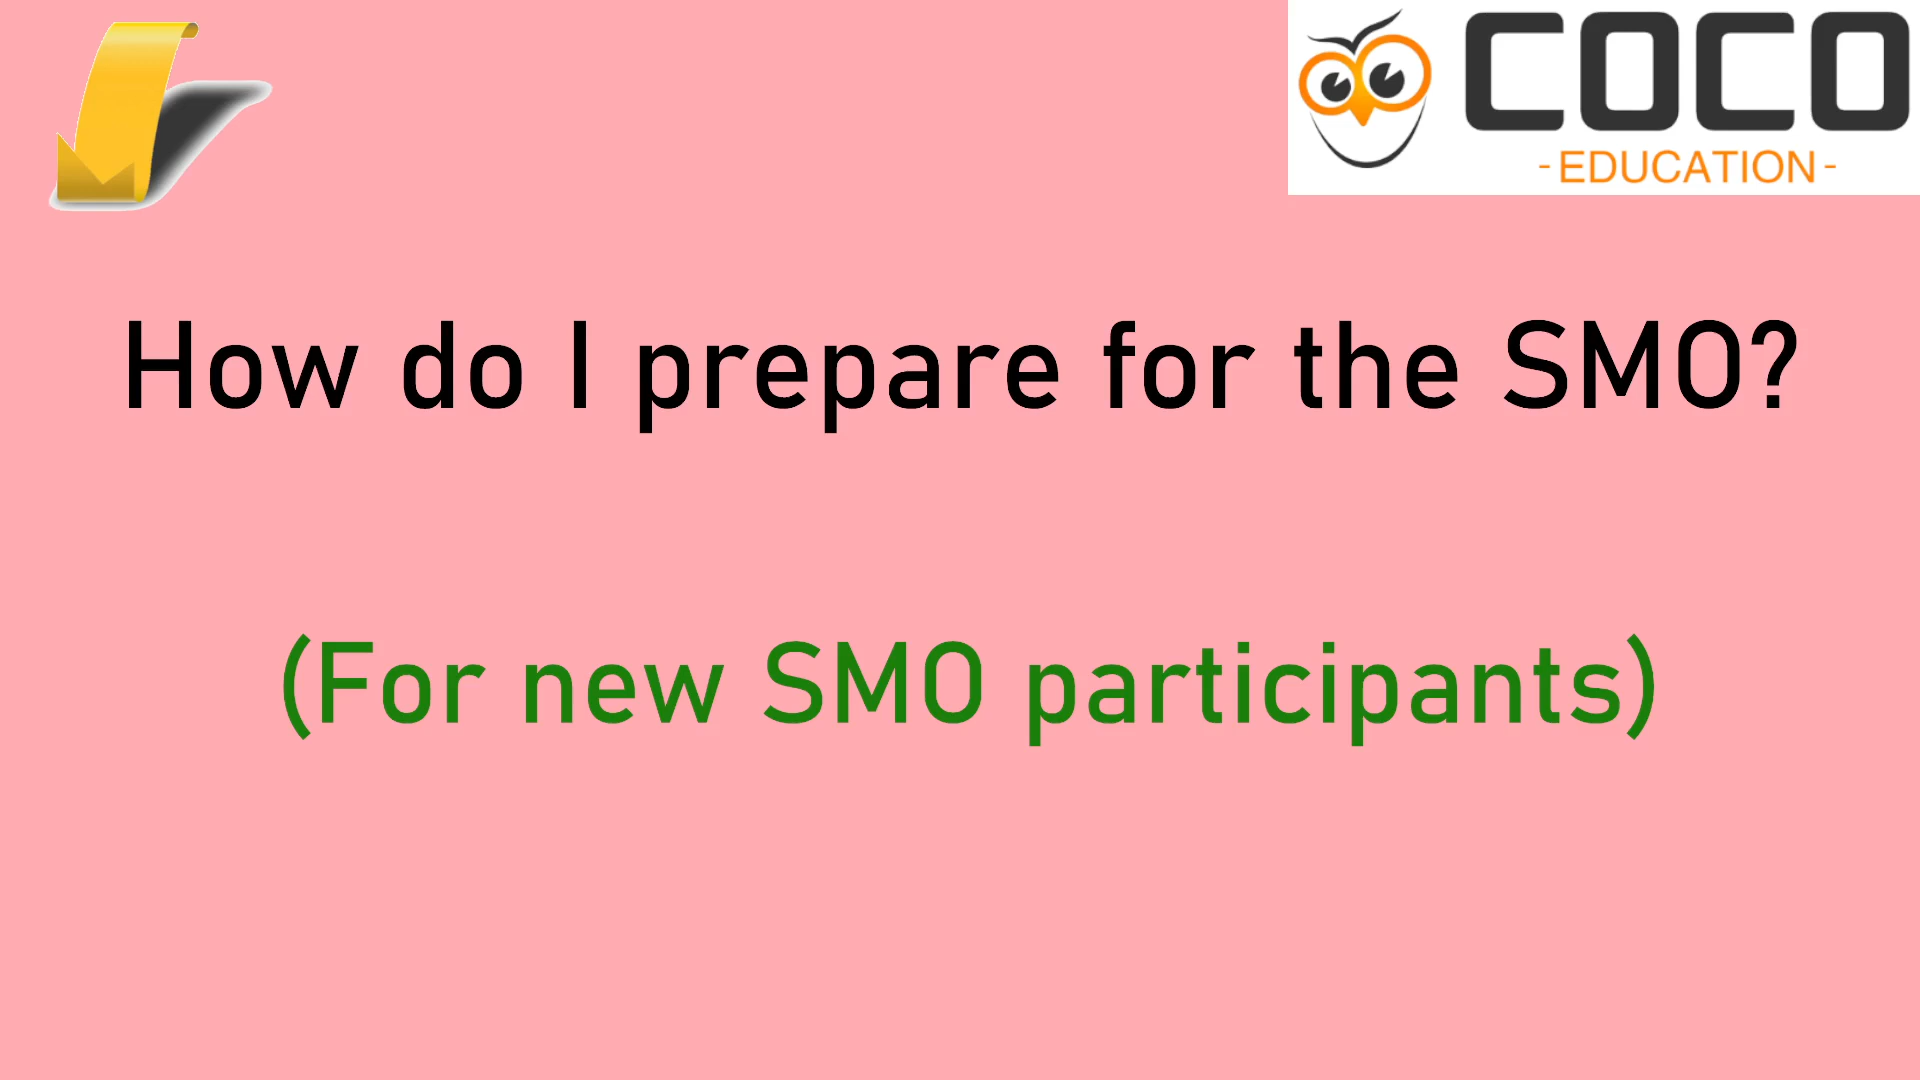 COCO
-EDUCATION-
How do I prepare for the SMO?
(For new SMO participants)